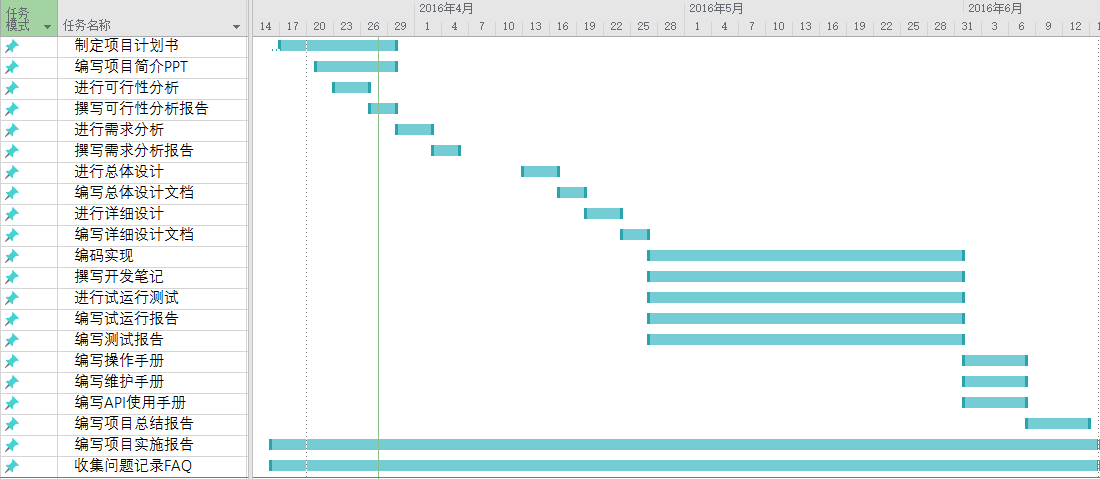 任务
模式
任务名称
2016年4月
2016年5月
2016年6月
14 17 20 23 26 29 1 4 7 10 13 16 19 22 25 28 1 4 7 10 13 16 19 22 25 28 31 3 6 9 12
制定项目计划书
编写项目简介PPT
进行可行性分析
撰写可行性分析报告
进行需求分析
撰写需求分析报告
进行总体设计
编写总体设计文档
进行详细设计
编写详细设计文档
编码实现
撰写开发笔记
进行试运行测试
编写试运行报告
编写测试报告
编写操作手册
编写维护手册
编写API使用手册
编写项目总结报告
编写项目实施报告
收集问题记录FAQ